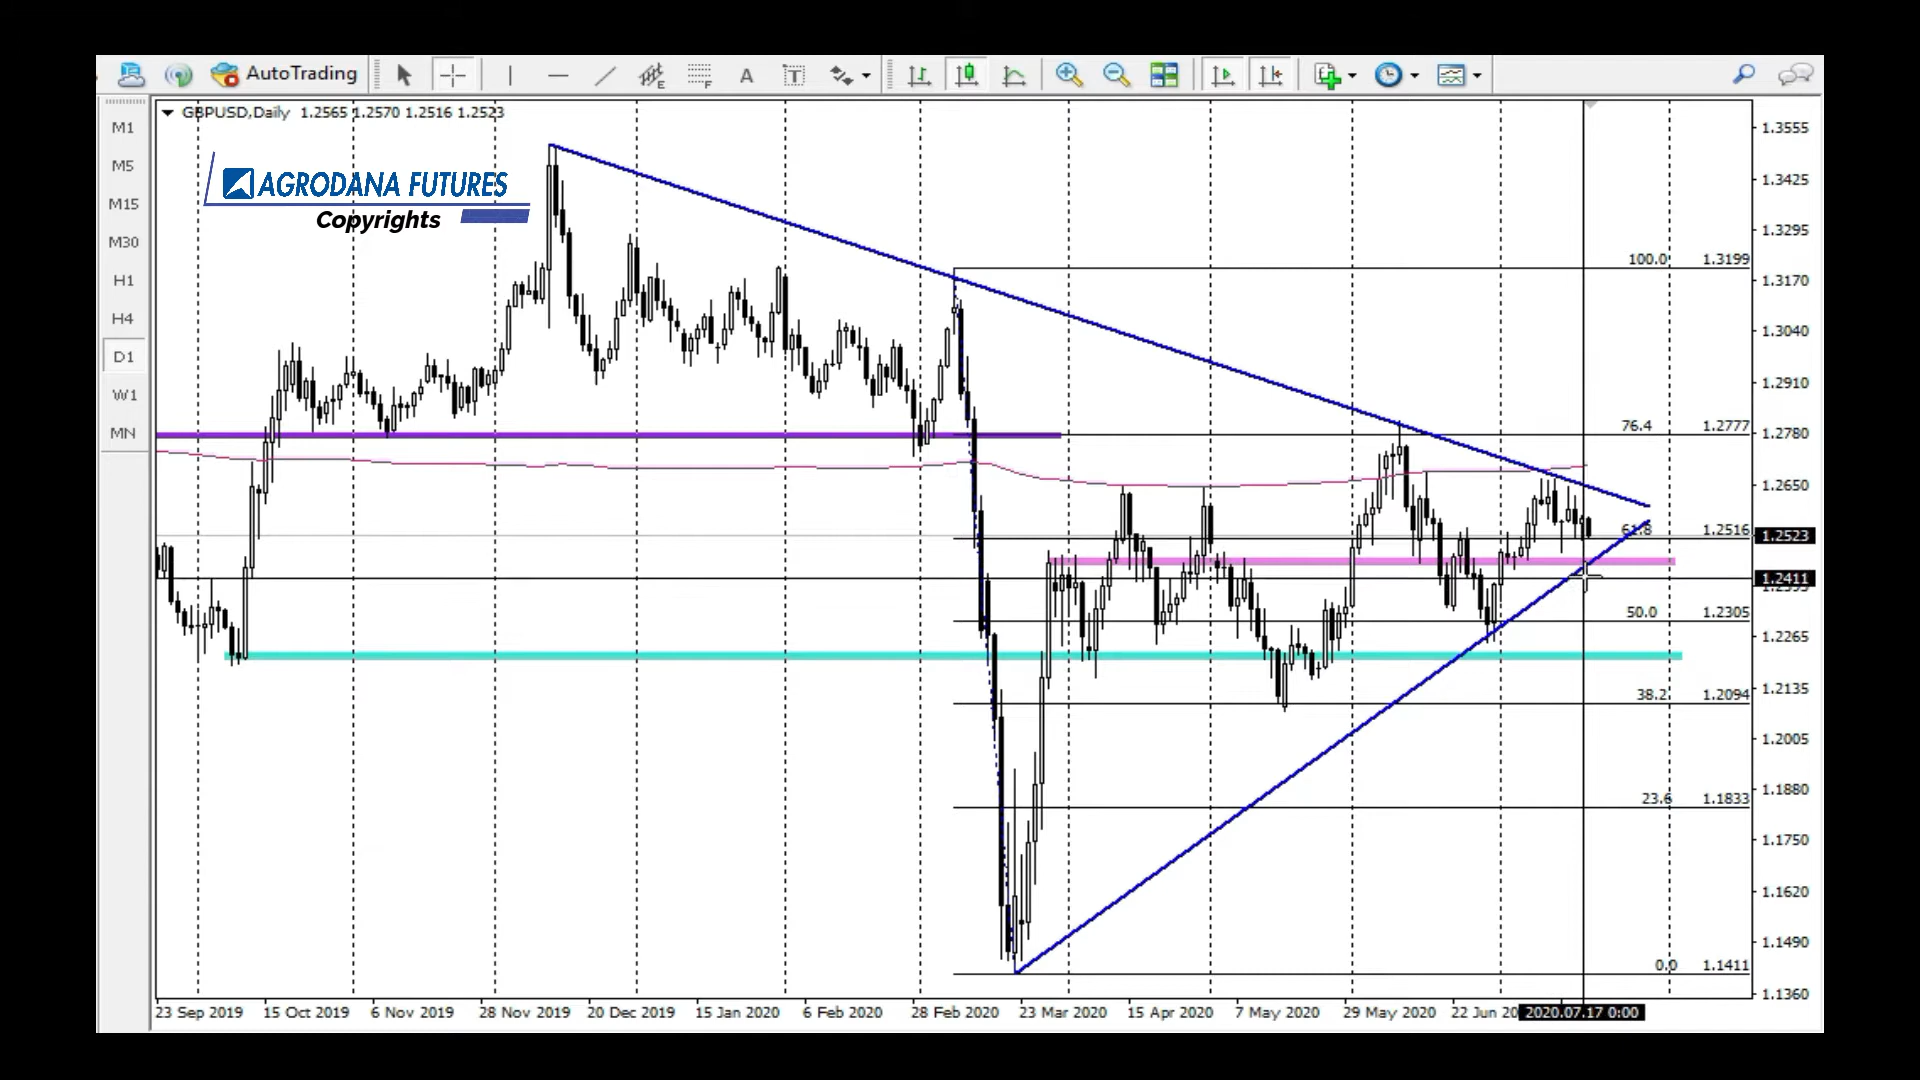 AutoTrading
E
F
A
T
M1
M5
M15
M30
H1
H4
D1
W1
MN
GBPUSD,Daily 1.2565 1.2570 1.2516 1.2523
AGRODANA FUTURES
Copyrights
100.0 1.3199
76.4 1.2777
61.8 1.2516
50.0 1.2305
38.2 1.2094
23.6 1.1833
0.0 1.1411
1.3555
1.3425
1.3295
1.3170
1.3040
1.2910
1.2780
1.2650
1.2523
1.2411
1.2265
1.2135
1.2005
1.1880
1.1750
1.1620
1.1490
1.1360
23 Sep 2019 15 Oct 2019 6 Nov 2019 28 Nov 2019 20 Dec 2019 15 Jan 2020 6 Feb 2020 28 Feb 2020 23 Mar 2020 15 Apr 2020 7 May 2020 29 May 2020 22 Jun 20 2020.07.17 0:00